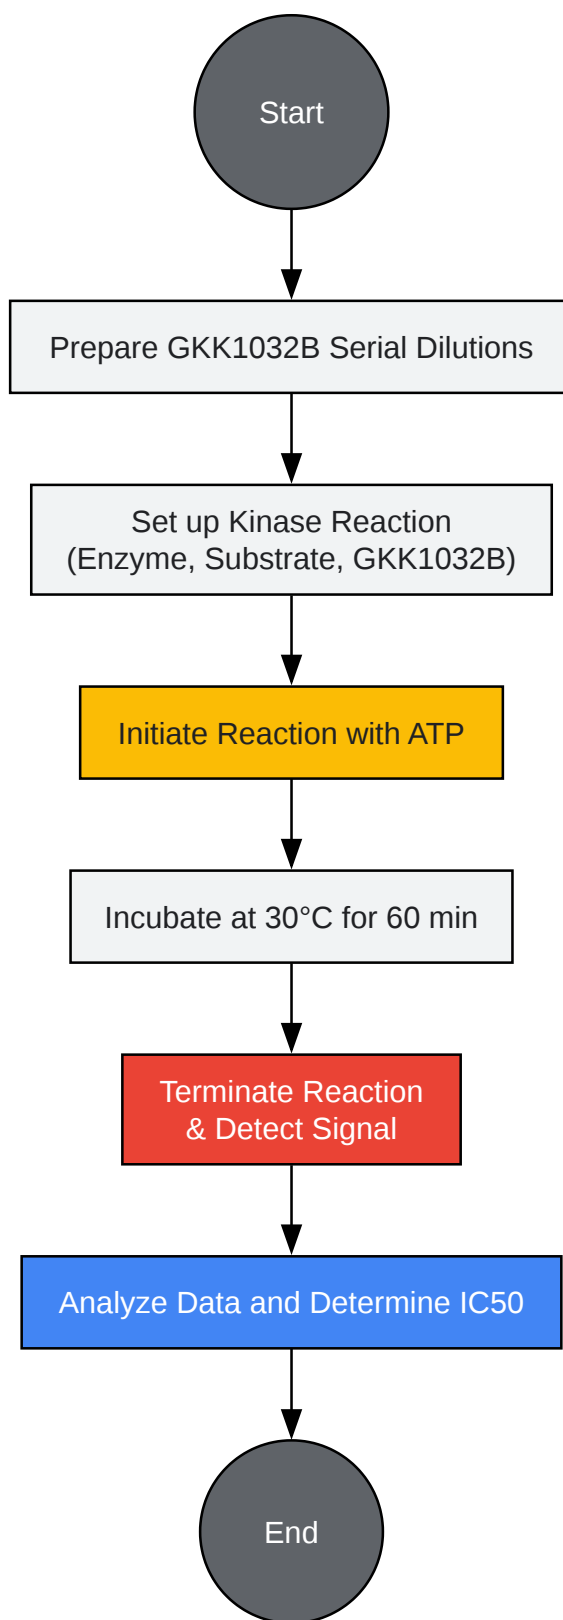 Start
Prepare GKK1032B Serial Dilutions
Set up Kinase Reaction
(Enzyme, Substrate, GKK1032B)
Initiate Reaction with ATP
Incubate at 30°C for 60 min
Terminate Reaction
& Detect Signal
Analyze Data and Determine IC50
End